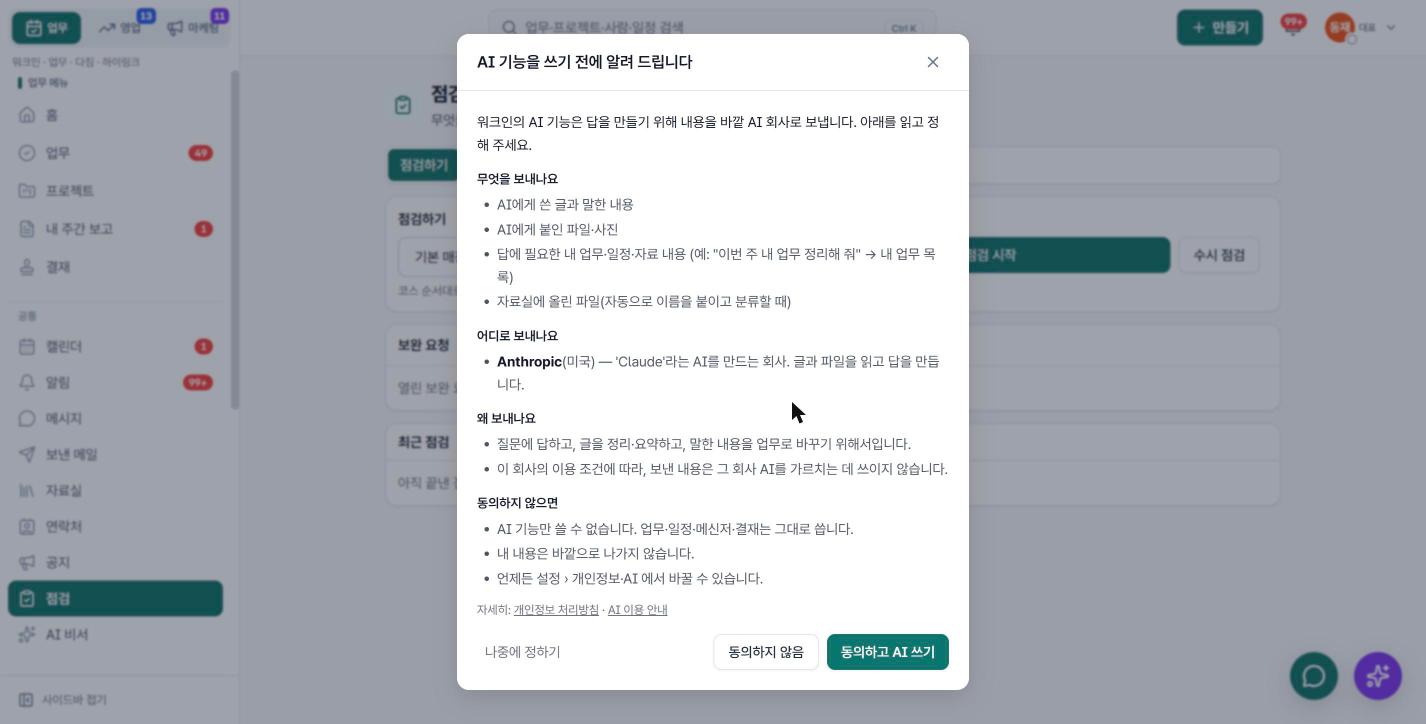 업무
영업
13
마케팅
11
업무·프로젝트·사람·일정 검색
Ctrl K
만들기
99+
동재
대표
워크인 · 업무 · 다짐 · 하이링크
업무 메뉴
홈
업무
49
프로젝트
내 주간 보고
1
결재
공통
캘린더
1
알림
99+
메시지
보낸 메일
자료실
연락처
공지
점검
AI 비서
사이드바 접기
점검하기
점검하기
기본
점검 시작
수시 점검
코스 순서대
보완 요청
열린 보완
최근 점검
아직 끝낸
AI 기능을 쓰기 전에 알려 드립니다
워크인의 AI 기능은 답을 만들기 위해 내용을 바깥 AI 회사로 보냅니다. 아래를 읽고 정
해 주세요.
무엇을 보내나요
• AI에게 쓴 글과 말한 내용
• AI에게 붙인 파일·사진
• 답에 필요한 내 업무·일정·자료 내용 (예: "이번 주 내 업무 정리해 줘" → 내 업무 목
록)
• 자료실에 올린 파일(자동으로 이름을 붙이고 분류할 때)
어디로 보내나요
• Anthropic(미국) — 'Claude'라는 AI를 만드는 회사. 글과 파일을 읽고 답을 만듭
니다.
왜 보내나요
• 질문에 답하고, 글을 정리·요약하고, 말한 내용을 업무로 바꾸기 위해서입니다.
• 이 회사의 이용 조건에 따라, 보낸 내용은 그 회사 AI를 가르치는 데 쓰이지 않습니다.
동의하지 않으면
• AI 기능만 쓸 수 없습니다. 업무·일정·메신저·결재는 그대로 씁니다.
• 내 내용은 바깥으로 나가지 않습니다.
• 언제든 설정 › 개인정보·AI 에서 바꿀 수 있습니다.
자세히: 개인정보 처리방침 · AI 이용 안내
나중에 정하기
동의하지 않음
동의하고 AI 쓰기